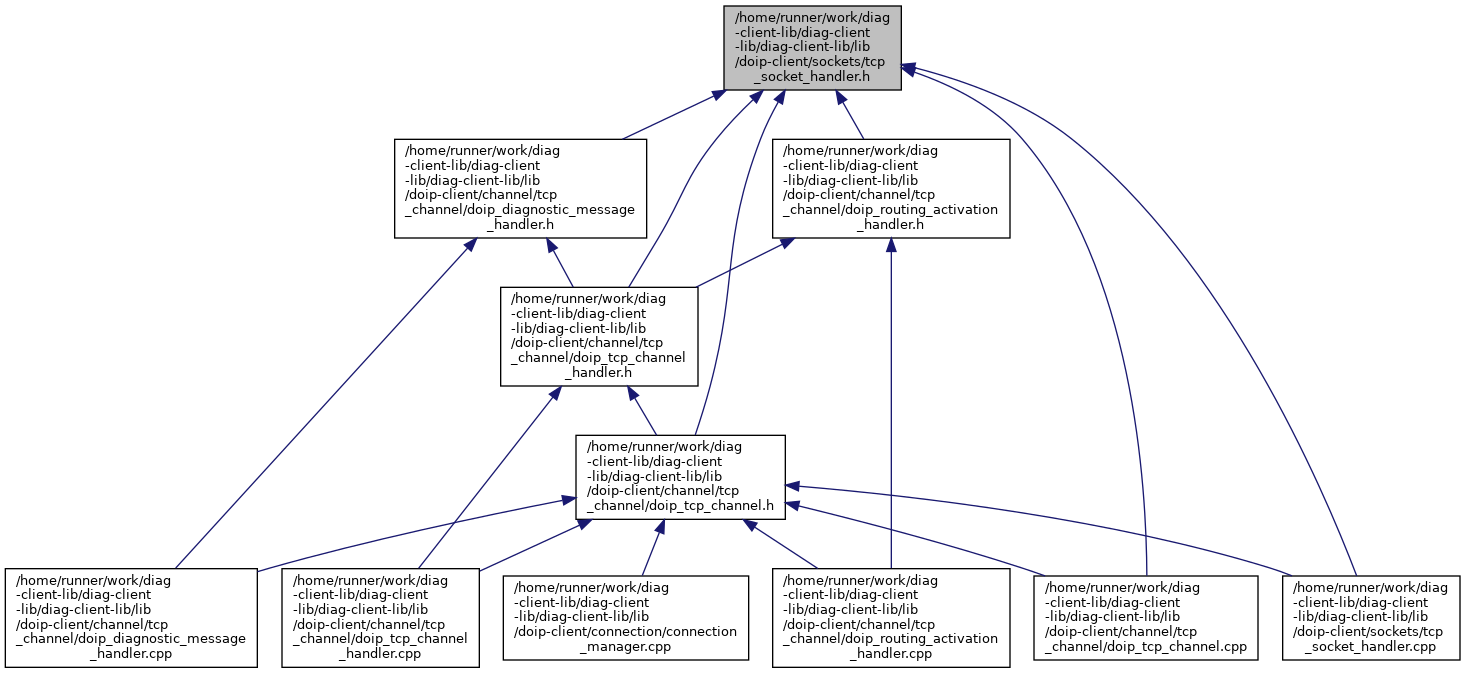 /home/runner/work/diag
-client-lib/diag-client
-lib/diag-client-lib/lib
/doip-client/sockets/tcp
_socket_handler.h
/home/runner/work/diag
-client-lib/diag-client
-lib/diag-client-lib/lib
/doip-client/channel/tcp
_channel/doip_diagnostic_message
_handler.h
/home/runner/work/diag
-client-lib/diag-client
-lib/diag-client-lib/lib
/doip-client/channel/tcp
_channel/doip_routing_activation
_handler.h
/home/runner/work/diag
-client-lib/diag-client
-lib/diag-client-lib/lib
/doip-client/channel/tcp
_channel/doip_tcp_channel
_handler.h
/home/runner/work/diag
-client-lib/diag-client
-lib/diag-client-lib/lib
/doip-client/channel/tcp
_channel/doip_tcp_channel.h
/home/runner/work/diag
-client-lib/diag-client
-lib/diag-client-lib/lib
/doip-client/channel/tcp
_channel/doip_diagnostic_message
_handler.cpp
/home/runner/work/diag
-client-lib/diag-client
-lib/diag-client-lib/lib
/doip-client/channel/tcp
_channel/doip_tcp_channel
_handler.cpp
/home/runner/work/diag
-client-lib/diag-client
-lib/diag-client-lib/lib
/doip-client/connection/connection
_manager.cpp
/home/runner/work/diag
-client-lib/diag-client
-lib/diag-client-lib/lib
/doip-client/channel/tcp
_channel/doip_routing_activation
_handler.cpp
/home/runner/work/diag
-client-lib/diag-client
-lib/diag-client-lib/lib
/doip-client/channel/tcp
_channel/doip_tcp_channel.cpp
/home/runner/work/diag
-client-lib/diag-client
-lib/diag-client-lib/lib
/doip-client/sockets/tcp
_socket_handler.cpp